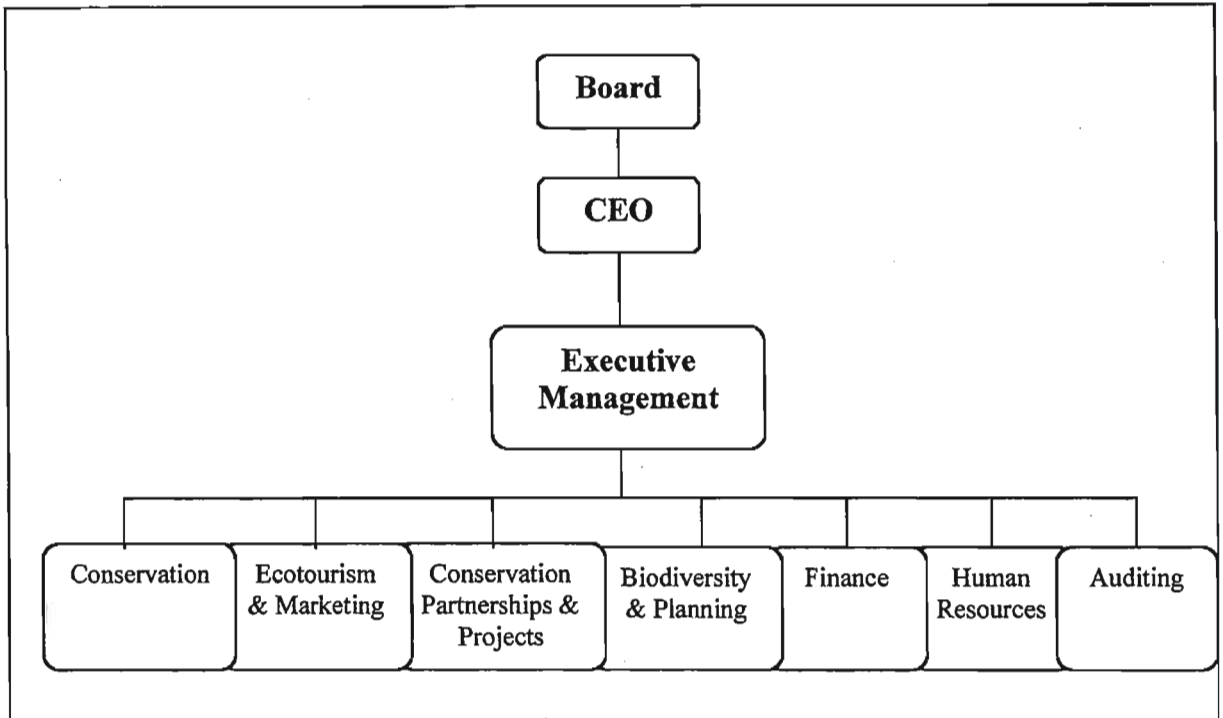 Board
CEO
Executive
Management
Conservation
Ecotourism
& Marketing
Conservation
Partnerships &
Projects
Biodiversity
& Planning
Finance
Human
Resources
Auditing